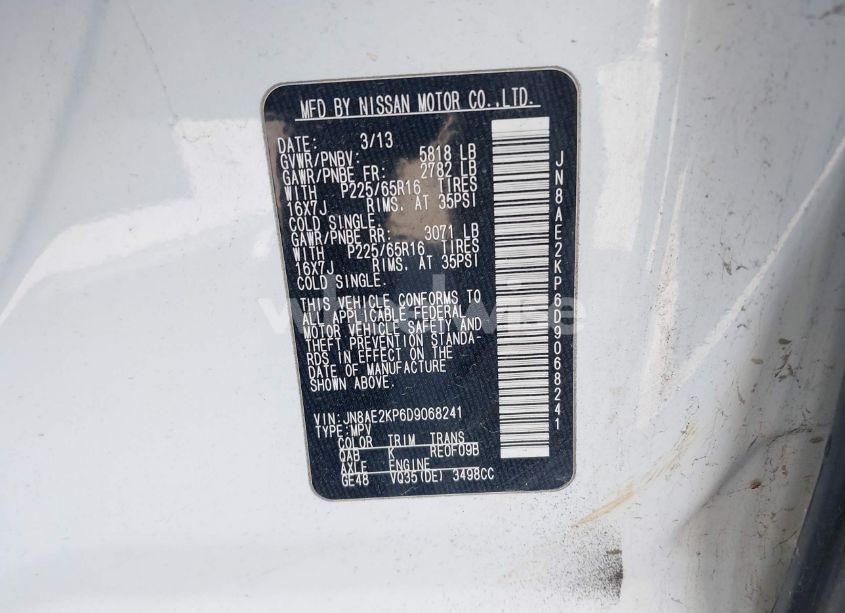 MFD BY NISSAN MOTOR CO.,LTD.
DATE: 3/13
GVWR/PNBV: 5818 LB
GAWR/PNBE FR: 2782 LB
WITH P225/65R16 TIRES
16X7J RIMS, AT 35PSI
COLD SINGLE.
GAWR/PNBE RR: 3071 LB
WITH P225/65R16 TIRES
16X7J RIMS, AT 35PSI
COLD SINGLE.
THIS VEHICLE CONFORMS TO
ALL APPLICABLE FEDERAL
MOTOR VEHICLE SAFETY AND
THEFT PREVENTION STANDA-
RDS IN EFFECT ON THE
DATE OF MANUFACTURE
SHOWN ABOVE.
VIN:JN8AE2KP6D9068241
TYPE:MPV
COLOR TRIM TRANS
QAB K RE0F09B
AXLE ENGINE
GE48 VQ35(DE) 3498CC
JN8AE2KP6D9068241